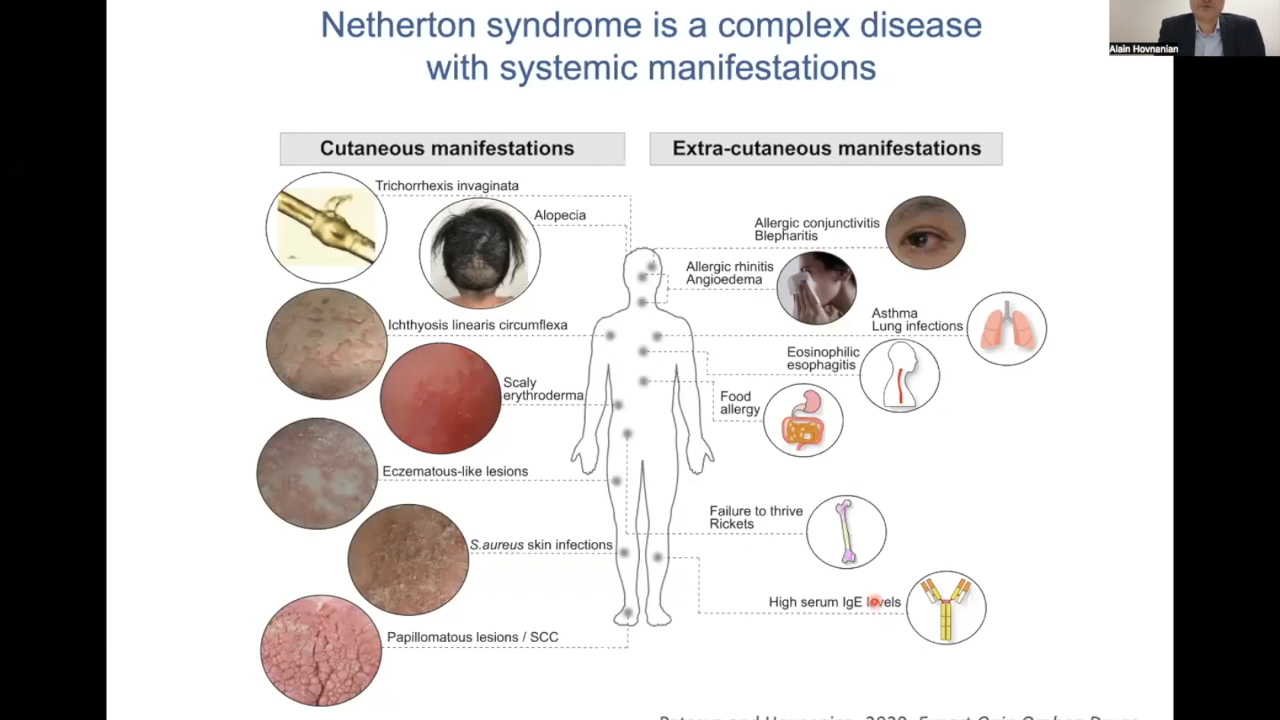 Netherton syndrome is a complex disease
with systemic manifestations
Alain Hovnanian
Cutaneous manifestations
Extra-cutaneous manifestations
Trichorrhexis invaginata
Alopecia
Ichthyosis linearis circumflexa
Scaly
erythroderma
Eczematous-like lesions
S.aureus skin infections
Papillomatous lesions / SCC
Allergic conjunctivitis
Blepharitis
Allergic rhinitis
Angioedema
Asthma
Lung infections
Eosinophilic
esophagitis
Food
allergy
Failure to thrive
Rickets
High serum IgE levels